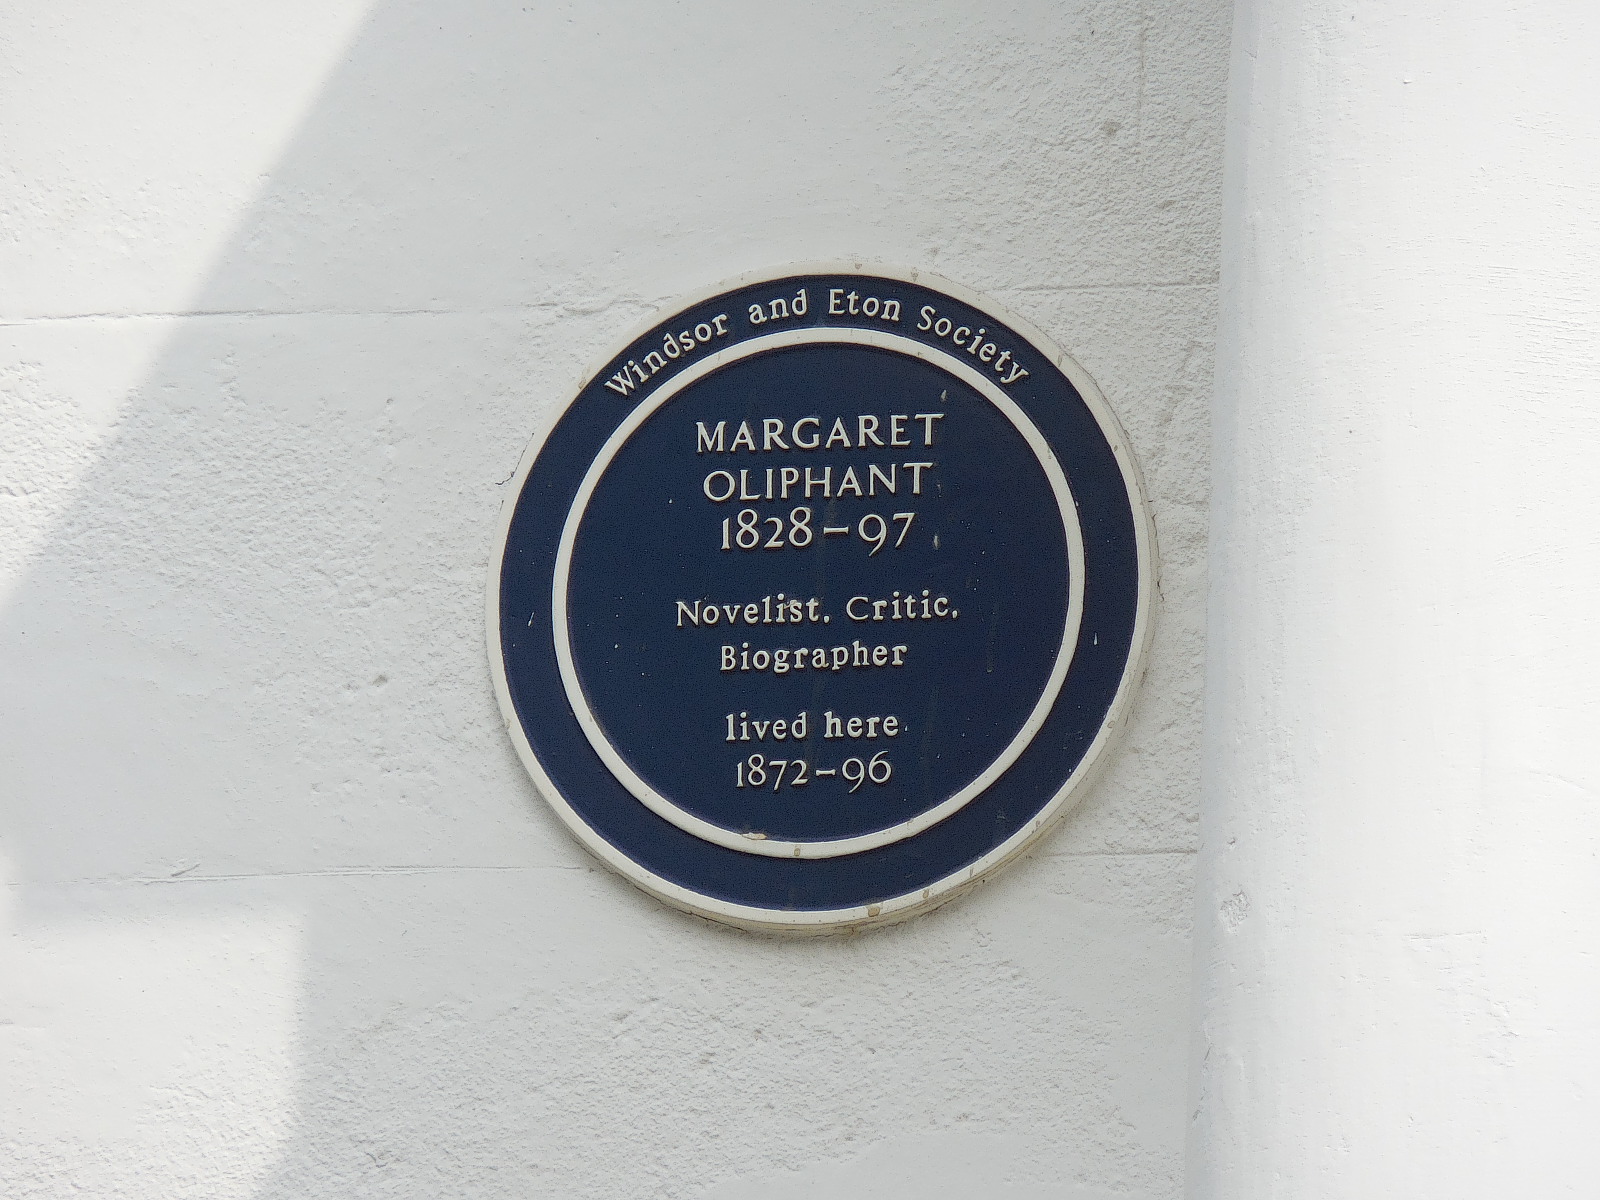 Windsor and Eton Society
MARGARET
OLIPHANT
1828-97
Novelist. Critic.
Biographer
lived here
1872-96